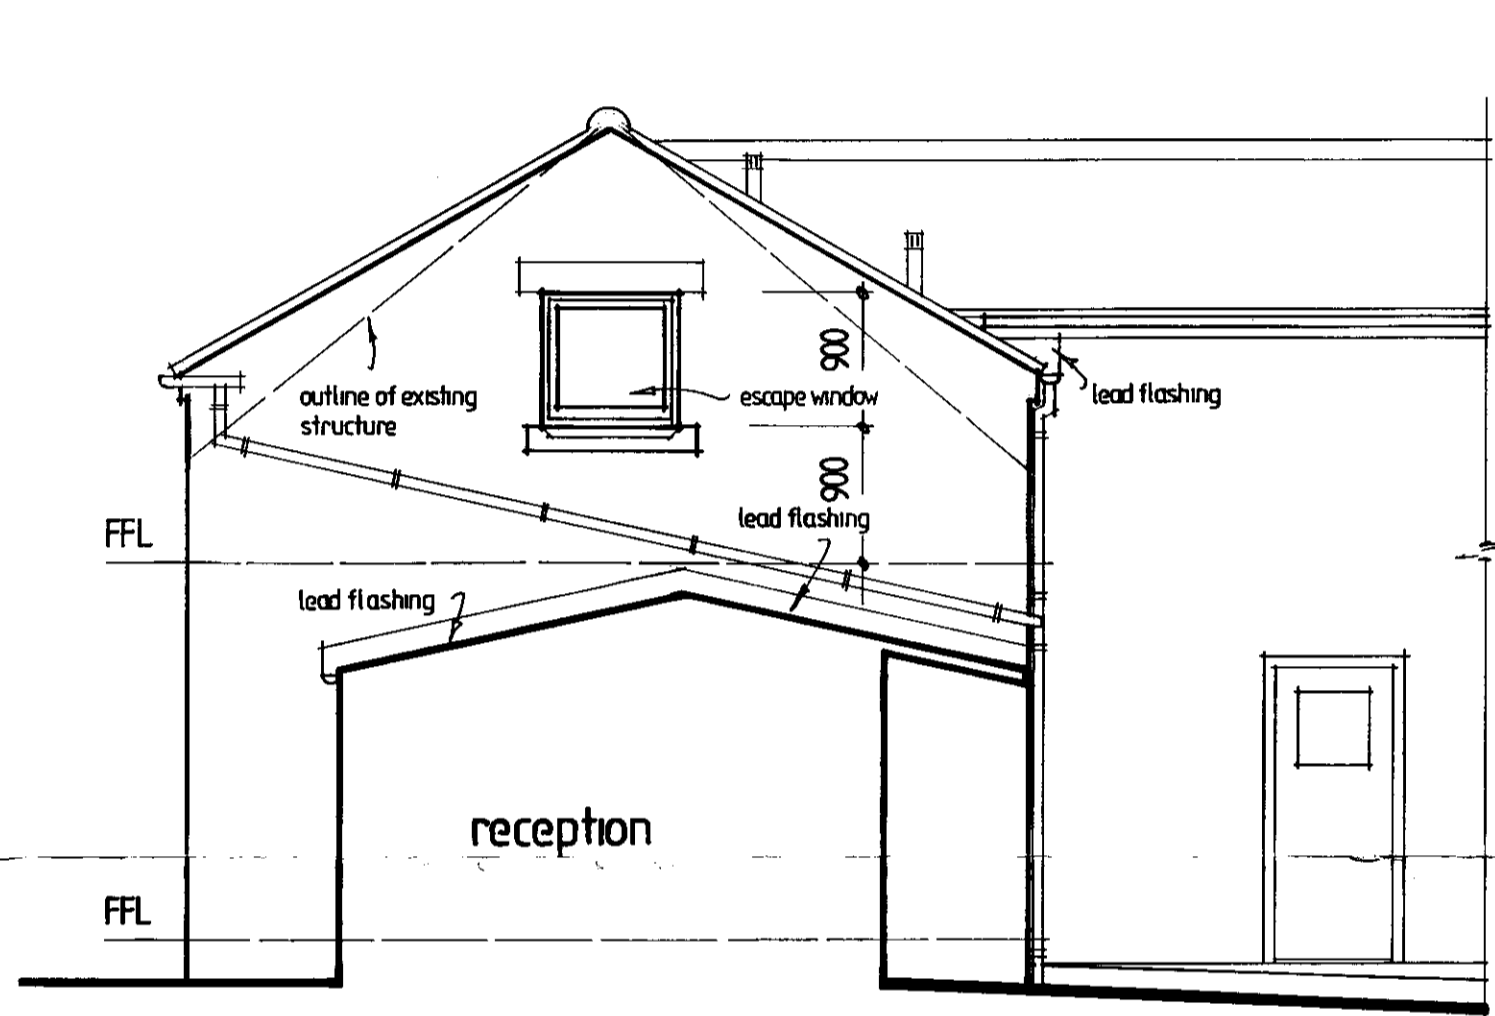 900
outline of existing
structure
escape window
lead flashing
900
lead flashing
FFL
lead flashing
reception
FFL